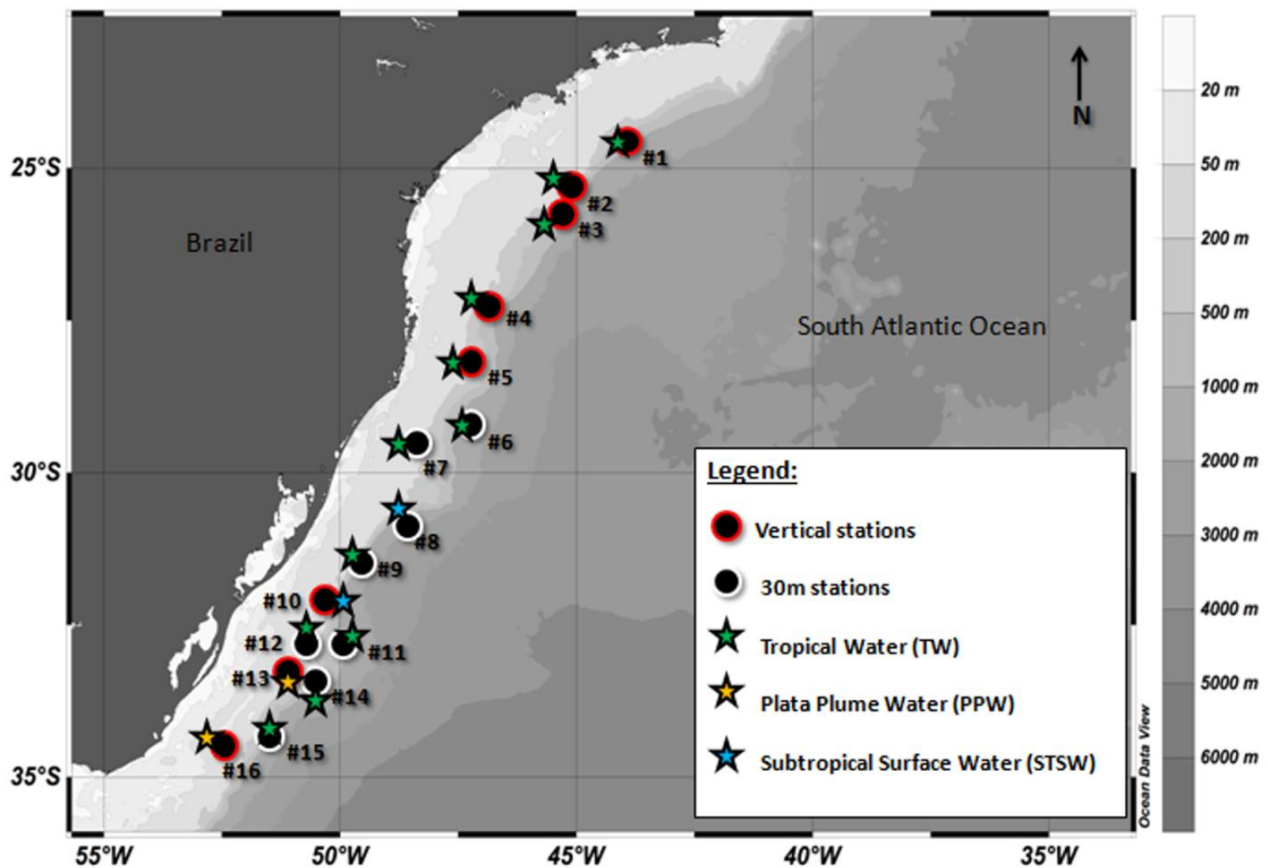 20 m
N
#1
25°S
50 m
#2
#3
200 m
Brazil
#4
500 m
South Atlantic Ocean
#5
1000 m
#6
#7
2000 m
30°S
Legend:
#8
3000 m
Vertical stations
#9
30m stations
#10
4000 m
#12
#11
Tropical Water (TW)
#13
#14
5000 m
Plata Plume Water (PPW)
#15
#16
Subtropical Surface Water (STSW)
6000 m
35°S
Ocean Data View
55°W 50°W 45°W 40°W 35°W